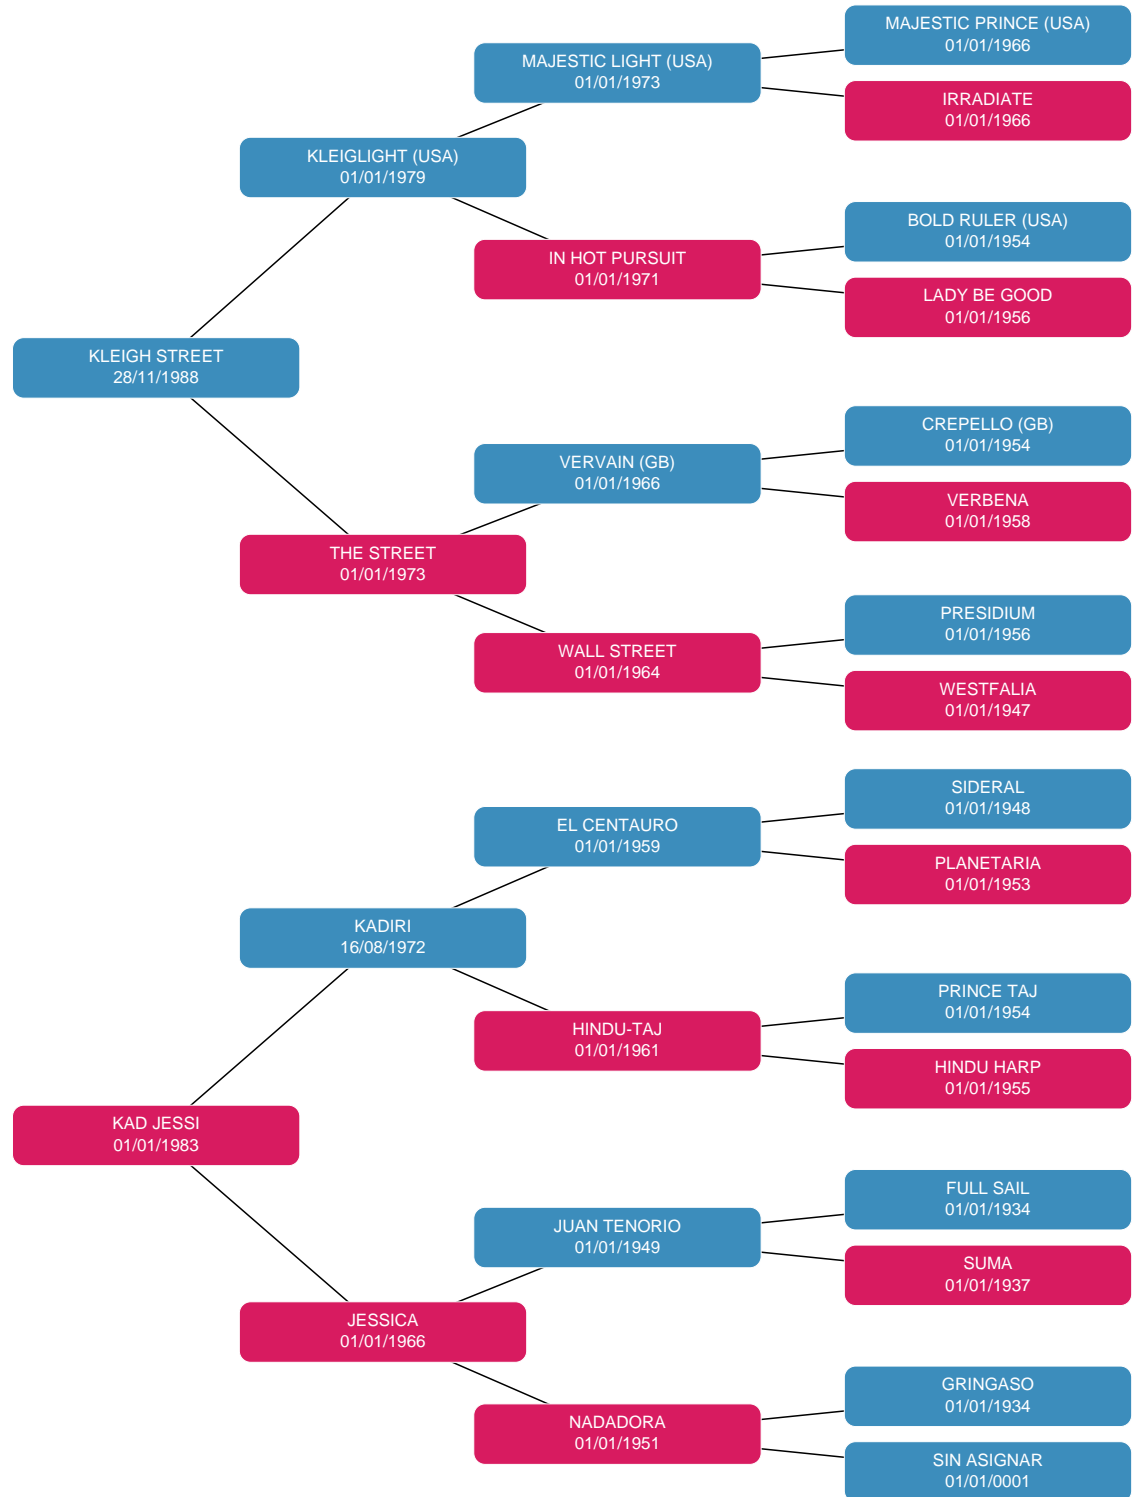 MAJESTIC PRINCE (USA)
01/01/1966
MAJESTIC LIGHT (USA)
01/01/1973
IRRADIATE
01/01/1966
KLEIGLIGHT (USA)
01/01/1979
BOLD RULER (USA)
01/01/1954
IN HOT PURSUIT
01/01/1971
LADY BE GOOD
01/01/1956
KLEIGH STREET
28/11/1988
CREPELLO (GB)
01/01/1954
VERVAIN (GB)
01/01/1966
VERBENA
01/01/1958
THE STREET
01/01/1973
PRESIDIUM
01/01/1956
WALL STREET
01/01/1964
WESTFALIA
01/01/1947
SIDERAL
01/01/1948
EL CENTAURO
01/01/1959
PLANETARIA
01/01/1953
KADIRI
16/08/1972
PRINCE TAJ
01/01/1954
HINDU-TAJ
01/01/1961
HINDU HARP
01/01/1955
KAD JESSI
01/01/1983
FULL SAIL
01/01/1934
JUAN TENORIO
01/01/1949
SUMA
01/01/1937
JESSICA
01/01/1966
GRINGASO
01/01/1934
NADADORA
01/01/1951
SIN ASIGNAR
01/01/0001